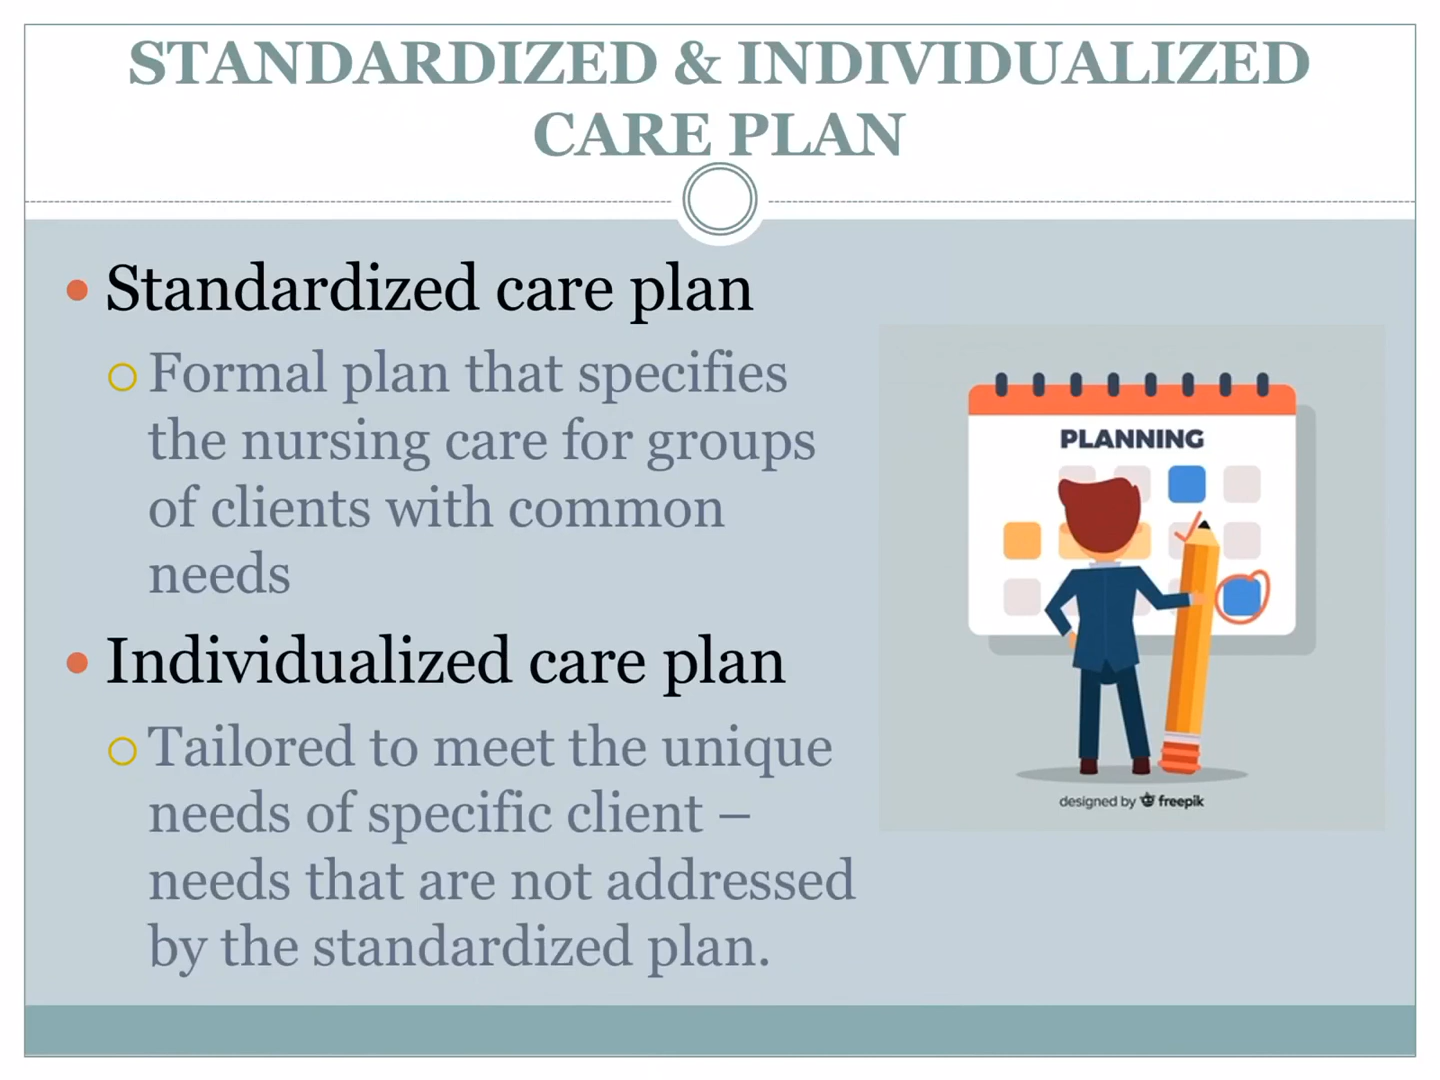 STANDARDIZED & INDIVIDUALIZED
CARE PLAN
Standardized care plan
Formal plan that specifies
the nursing care for groups
of clients with common
needs
Individualized care plan
Tailored to meet the unique
needs of specific client –
needs that are not addressed
by the standardized plan.
PLANNING
designed by freepik